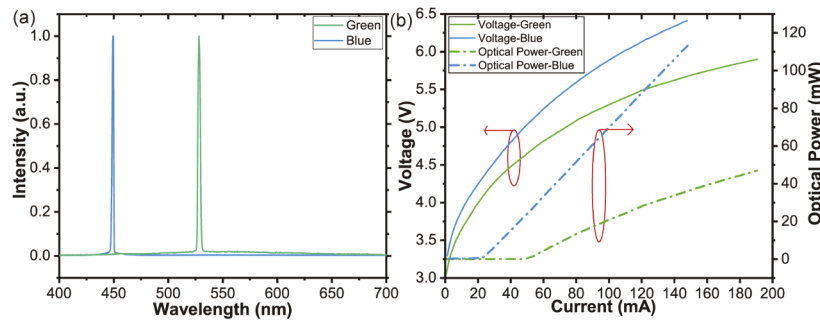 (a)
Green
Blue
1.0
0.8
0.6
0.4
0.2
0.0
Intensity (a.u.)
400 450 500 550 600 650 700
Wavelength (nm)
(b)
Voltage-Green
Voltage-Blue
Optical Power-Green
Optical Power-Blue
6.5
6.0
5.5
5.0
4.5
4.0
3.5
3.0
Voltage (V)
120
100
80
60
40
20
0
Optical Power (mW)
0 20 40 60 80 100 120 140 160 180 200
Current (mA)